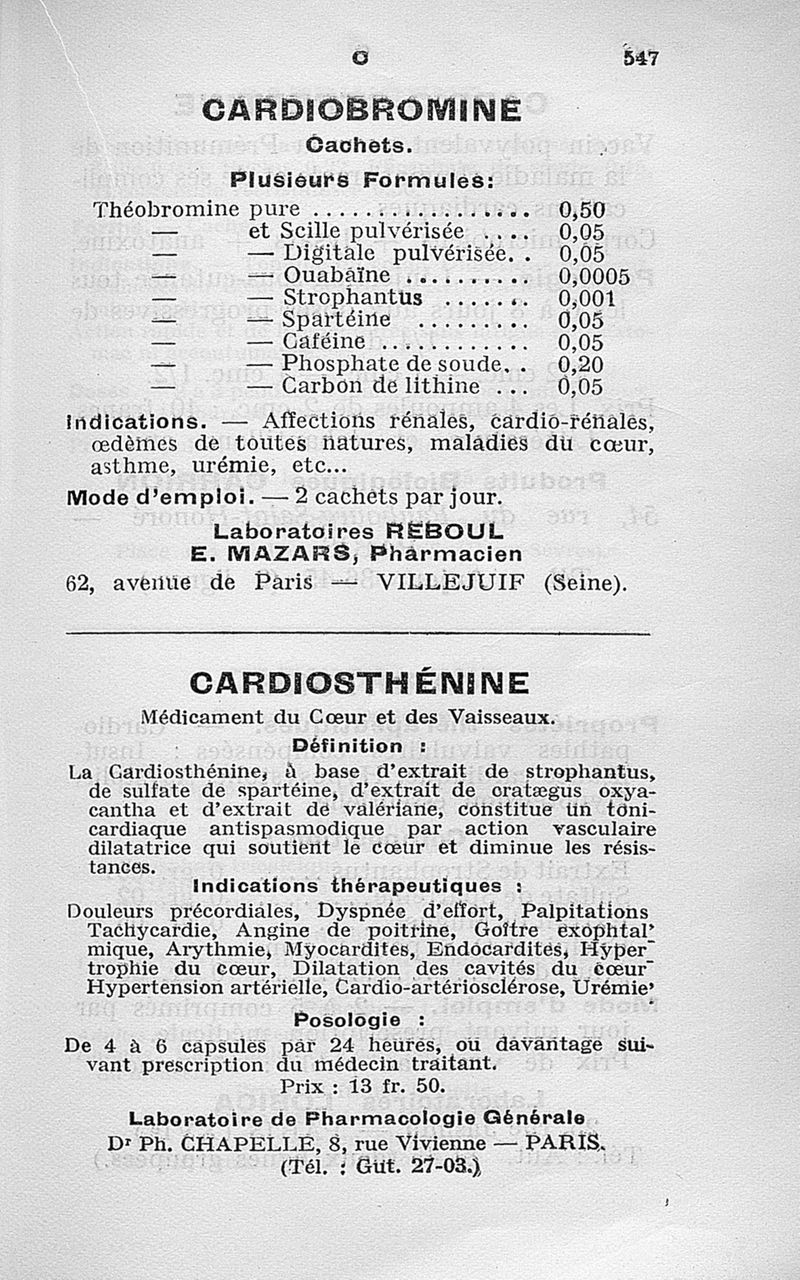 C 547
CARDIOBROMINE
Cachets.
Plusieurs Formules:
Théobromine pure ................ 0,50
— et Scille pulvérisée .... 0,05
— — Digitale pulvérisée.. 0,05
— — Ouabaïne .......... 0,0005
— — Strophantus ....... 0,001
— — Spartéine .......... 0,05
— — Caféine ............ 0,05
— — Phosphate de soude.. 0,20
— — Carbon de lithine ... 0,05
Indications. — Affections rénales, cardio-rénales,
œdèmes de toutes natures, maladies du cœur,
asthme, urémie, etc...
Mode d'emploi. — 2 cachets par jour.
Laboratoires REBOUL
E. MAZARS, Pharmacien
62, avenue de Paris — VILLEJUIF (Seine).
CARDIOSTHÉNINE
Médicament du Cœur et des Vaisseaux.
Définition :
La Cardiosthénine, à base d'extrait de strophantus,
de sulfate de spartéine, d'extrait de cratægus oxya-
cantha et d'extrait de valériane, constitue un toni-
cardiaque antispasmodique par action vasculaire
dilatatrice qui soutient le cœur et diminue les résis-
tances.
Indications thérapeutiques :
Douleurs précordiales, Dyspnée d'effort, Palpitations
Tachycardie, Angine de poitrine, Goître exophtal'
mique, Arythmie, Myocardites, Endocardites, Hyper-
trophie du cœur, Dilatation des cavités du cœur-
Hypertension artérielle, Cardio-artériosclérose, Urémie'
Posologie :
De 4 à 6 capsules par 24 heures, ou davantage sui-
vant prescription du médecin traitant.
Prix : 13 fr. 50.
Laboratoire de Pharmacologie Générale
Dr Ph. CHAPELLE, 8, rue Vivienne — PARIS.
(Tél. : Gut. 27-03.)